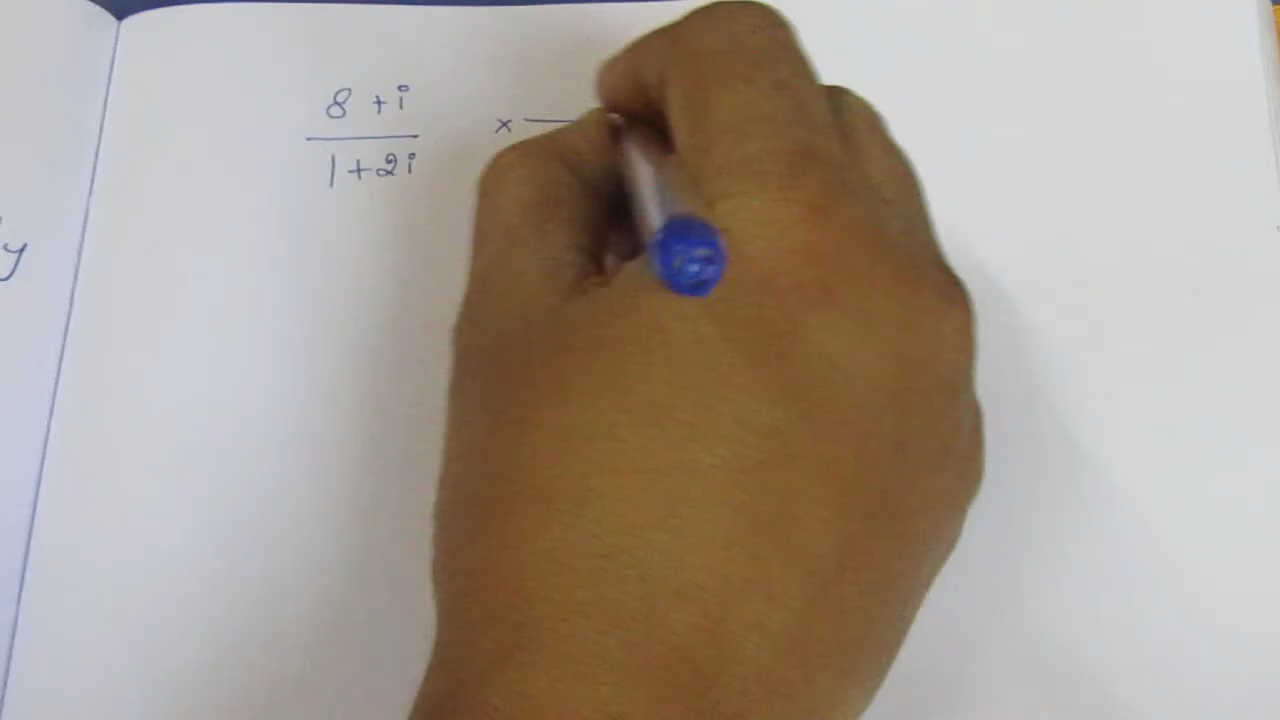 8 + i
1 + 2i
×
y